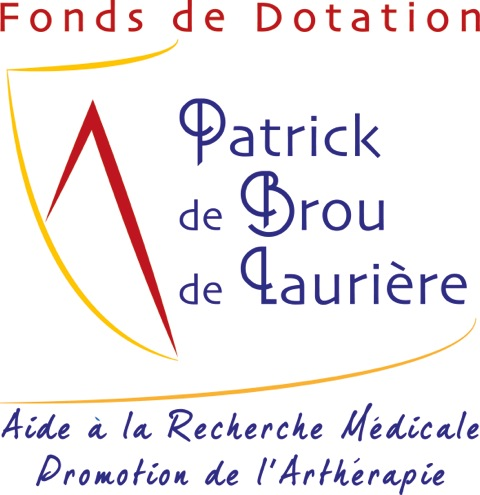 Fonds de Dotation
Patrick
de Brou
de Laurière
Aide à la Recherche Médicale
Promotion de l'Arthérapie